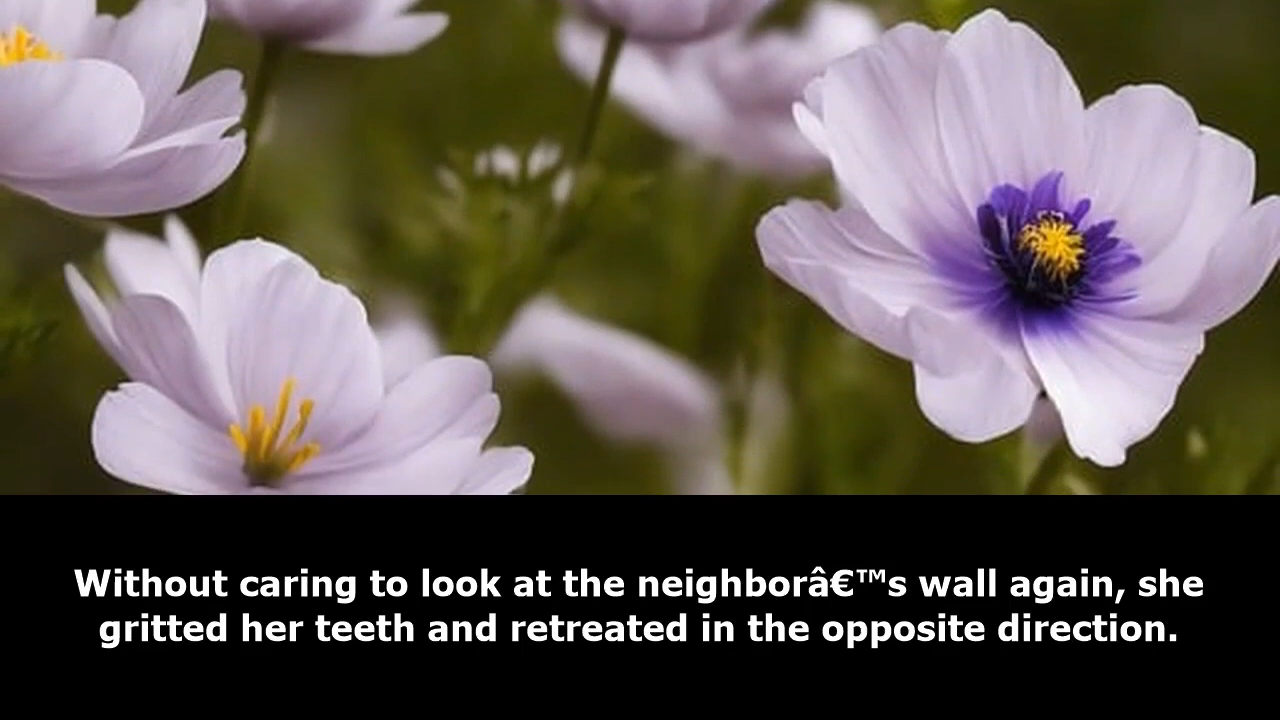 Without caring to look at the neighborâ€™s wall again, she
gritted her teeth and retreated in the opposite direction.